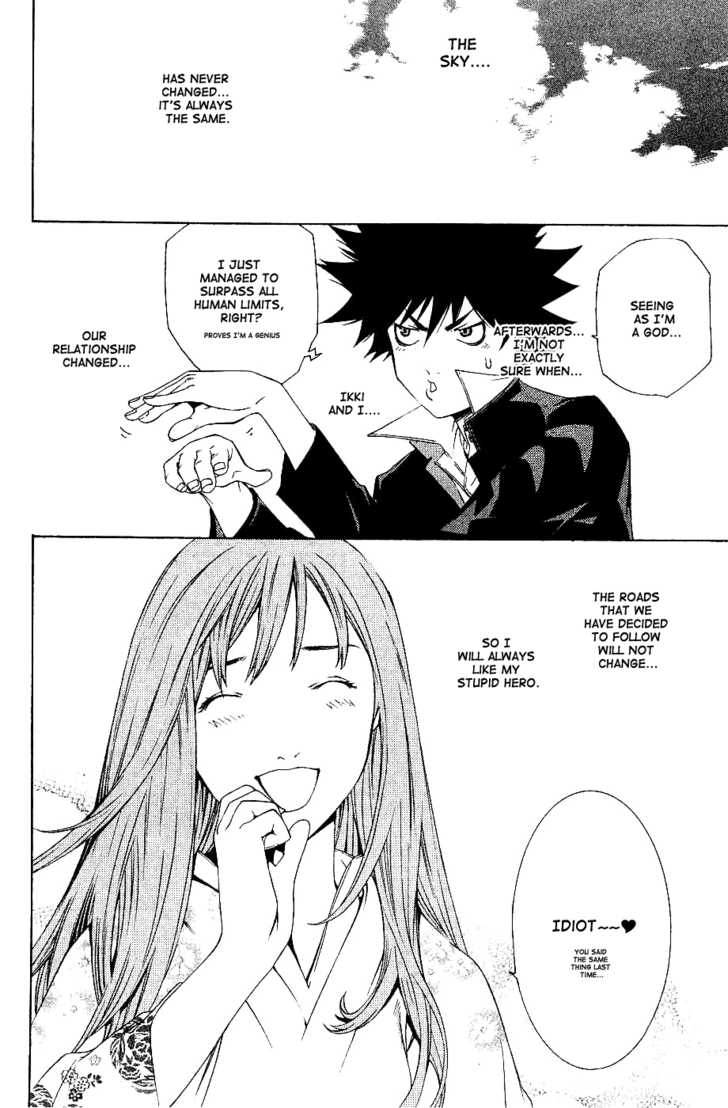 THE
SKY....
HAS NEVER
CHANGED...
IT'S ALWAYS
THE SAME.
SEEING
AS I'M
A GOD...
I JUST
MANAGED TO
SURPASS ALL
HUMAN LIMITS,
RIGHT?
PROVES I'M A GENIUS
AFTERWARDS...
I'M NOT
EXACTLY
SURE WHEN...
IKKI
AND I....
OUR
RELATIONSHIP
CHANGED...
THE ROADS
THAT WE
HAVE DECIDED
TO FOLLOW
WILL NOT
CHANGE...
SO I
WILL ALWAYS
LIKE MY
STUPID HERO.
IDIOT~~♥
YOU SAID
THE SAME
THING LAST
TIME...